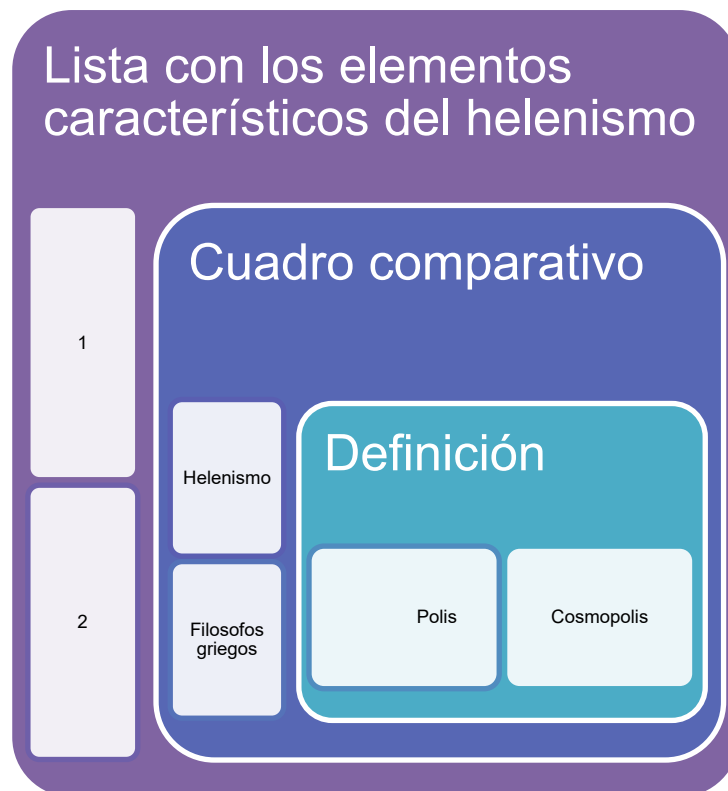 Lista con los elementos
característicos del helenismo
1
2
Cuadro comparativo
Helenismo
Filosofos
griegos
Definición
Polis
Cosmopolis